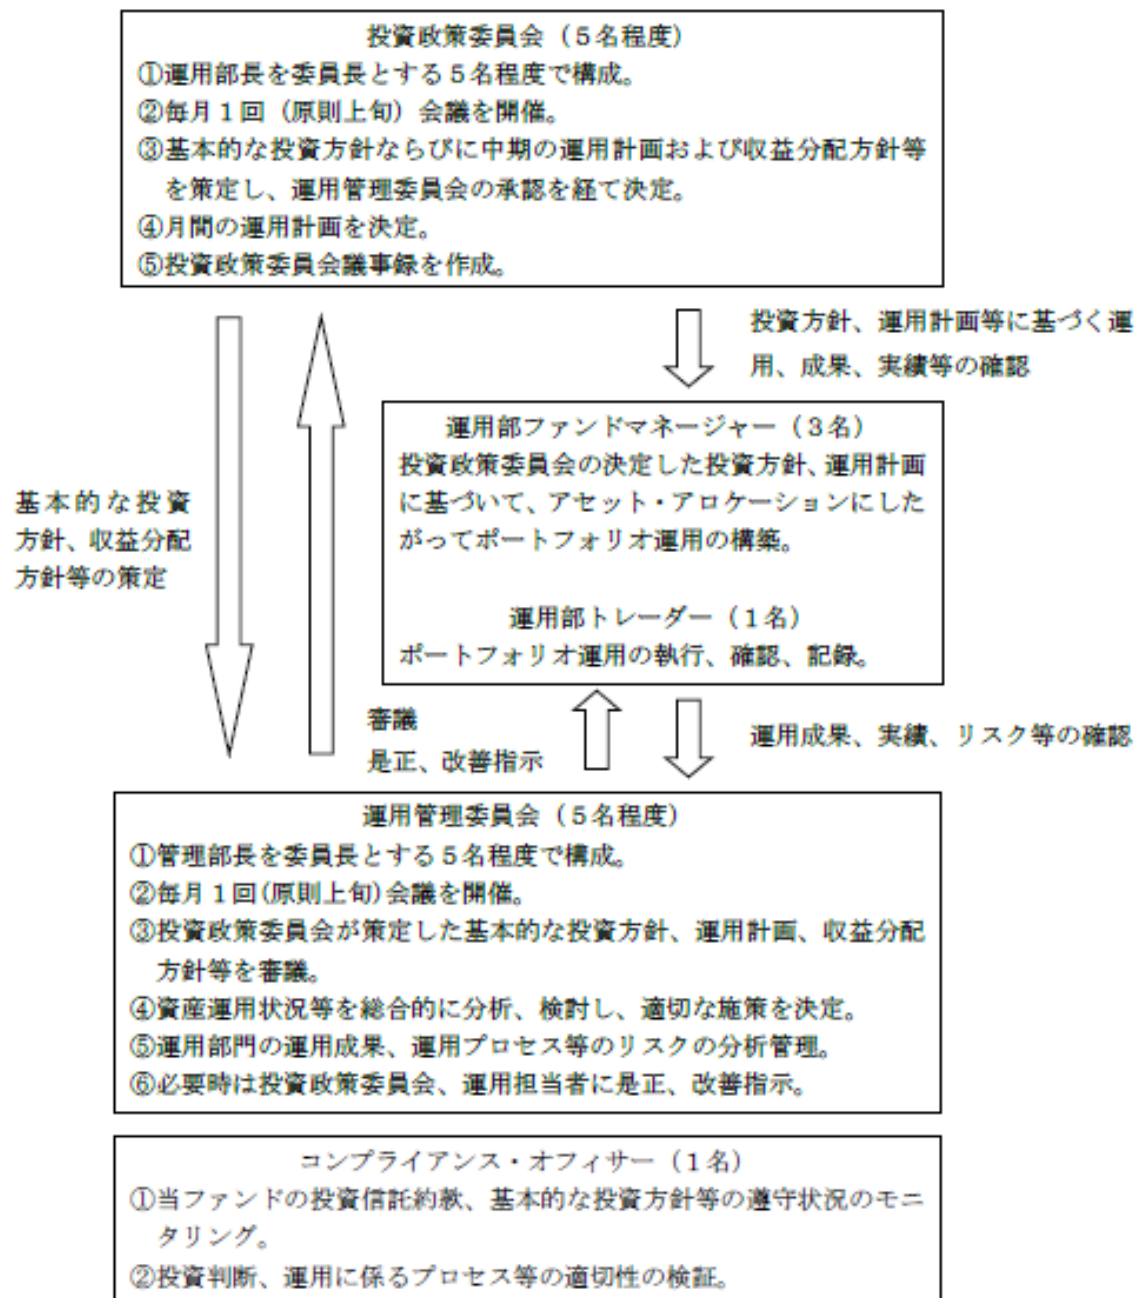 投資政策委員会（５名程度）
①運用部長を委員長とする５名程度で構成。
②毎月１回（原則上旬）会議を開催。
③基本的な投資方針ならびに中期の運用計画および収益分配方針等
を策定し、運用管理委員会の承認を経て決定。
④月間の運用計画を決定。
⑤投資政策委員会議事録を作成。
投資方針、運用計画等に基づく運
用、成果、実績等の確認
運用部ファンドマネージャー（３名）
投資政策委員会の決定した投資方針、運用計画
に基づいて、アセット・アロケーションにした
がってポートフォリオ運用の構築。
運用部トレーダー（１名）
ポートフォリオ運用の執行、確認、記録。
基本的な投資
方針、収益分配
方針等の策定
審議
是正、改善指示
運用成果、実績、リスク等の確認
運用管理委員会（５名程度）
①管理部長を委員長とする５名程度で構成。
②毎月１回(原則上旬)会議を開催。
③投資政策委員会が策定した基本的な投資方針、運用計画、収益分配
方針等を審議。
④資産運用状況等を総合的に分析、検討し、適切な施策を決定。
⑤運用部門の運用成果、運用プロセス等のリスクの分析管理。
⑥必要時は投資政策委員会、運用担当者に是正、改善指示。
コンプライアンス・オフィサー（１名）
①当ファンドの投資信託約款、基本的な投資方針等の遵守状況のモニ
タリング。
②投資判断、運用に係るプロセス等の適切性の検証。